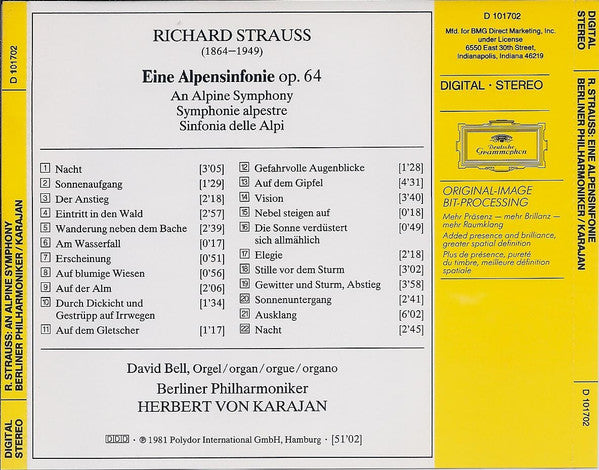 D 101702
R. STRAUSS: AN ALPINE SYMPHONY
BERLINER PHILHARMONIKER / KARAJAN
DIGITAL
STEREO
RICHARD STRAUSS
(1864–1949)
Eine Alpensinfonie op. 64
An Alpine Symphony
Symphonie alpestre
Sinfonia delle Alpi
1 Nacht [3'05]
2 Sonnenaufgang [1'29]
3 Der Anstieg [2'18]
4 Eintritt in den Wald [2'57]
5 Wanderung neben dem Bache [2'39]
6 Am Wasserfall [0'17]
7 Erscheinung [0'51]
8 Auf blumige Wiesen [0'56]
9 Auf der Alm [2'06]
10 Durch Dickicht und [1'34]
Gestrüpp auf Irrwegen
11 Auf dem Gletscher [1'17]
12 Gefahrvolle Augenblicke [1'28]
13 Auf dem Gipfel [4'31]
14 Vision [3'40]
15 Nebel steigen auf [0'18]
16 Die Sonne verdüstert [0'49]
sich allmählich
17 Elegie [2'18]
18 Stille vor dem Sturm [3'02]
19 Gewitter und Sturm, Abstieg [3'58]
20 Sonnenuntergang [2'41]
21 Ausklang [6'02]
22 Nacht [2'45]
David Bell, Orgel/organ/orgue/organo
Berliner Philharmoniker
HERBERT VON KARAJAN
DDD · ℗ 1981 Polydor International GmbH, Hamburg · [51'02]
D 101702
Mfd. for BMG Direct Marketing, Inc.
under License
6550 East 30th Street,
Indianapolis, Indiana 46219
DIGITAL · STEREO
Deutsche
Grammophon
ORIGINAL-IMAGE
BIT-PROCESSING
Mehr Präsenz – mehr Brillanz –
mehr Raumklang
Added presence and brilliance,
greater spatial definition
Plus de présence, pureté
du timbre, meilleure définition
spatiale
DIGITAL
STEREO
R. STRAUSS: EINE ALPENSINFONIE
BERLINER PHILHARMONIKER / KARAJAN
D 101702